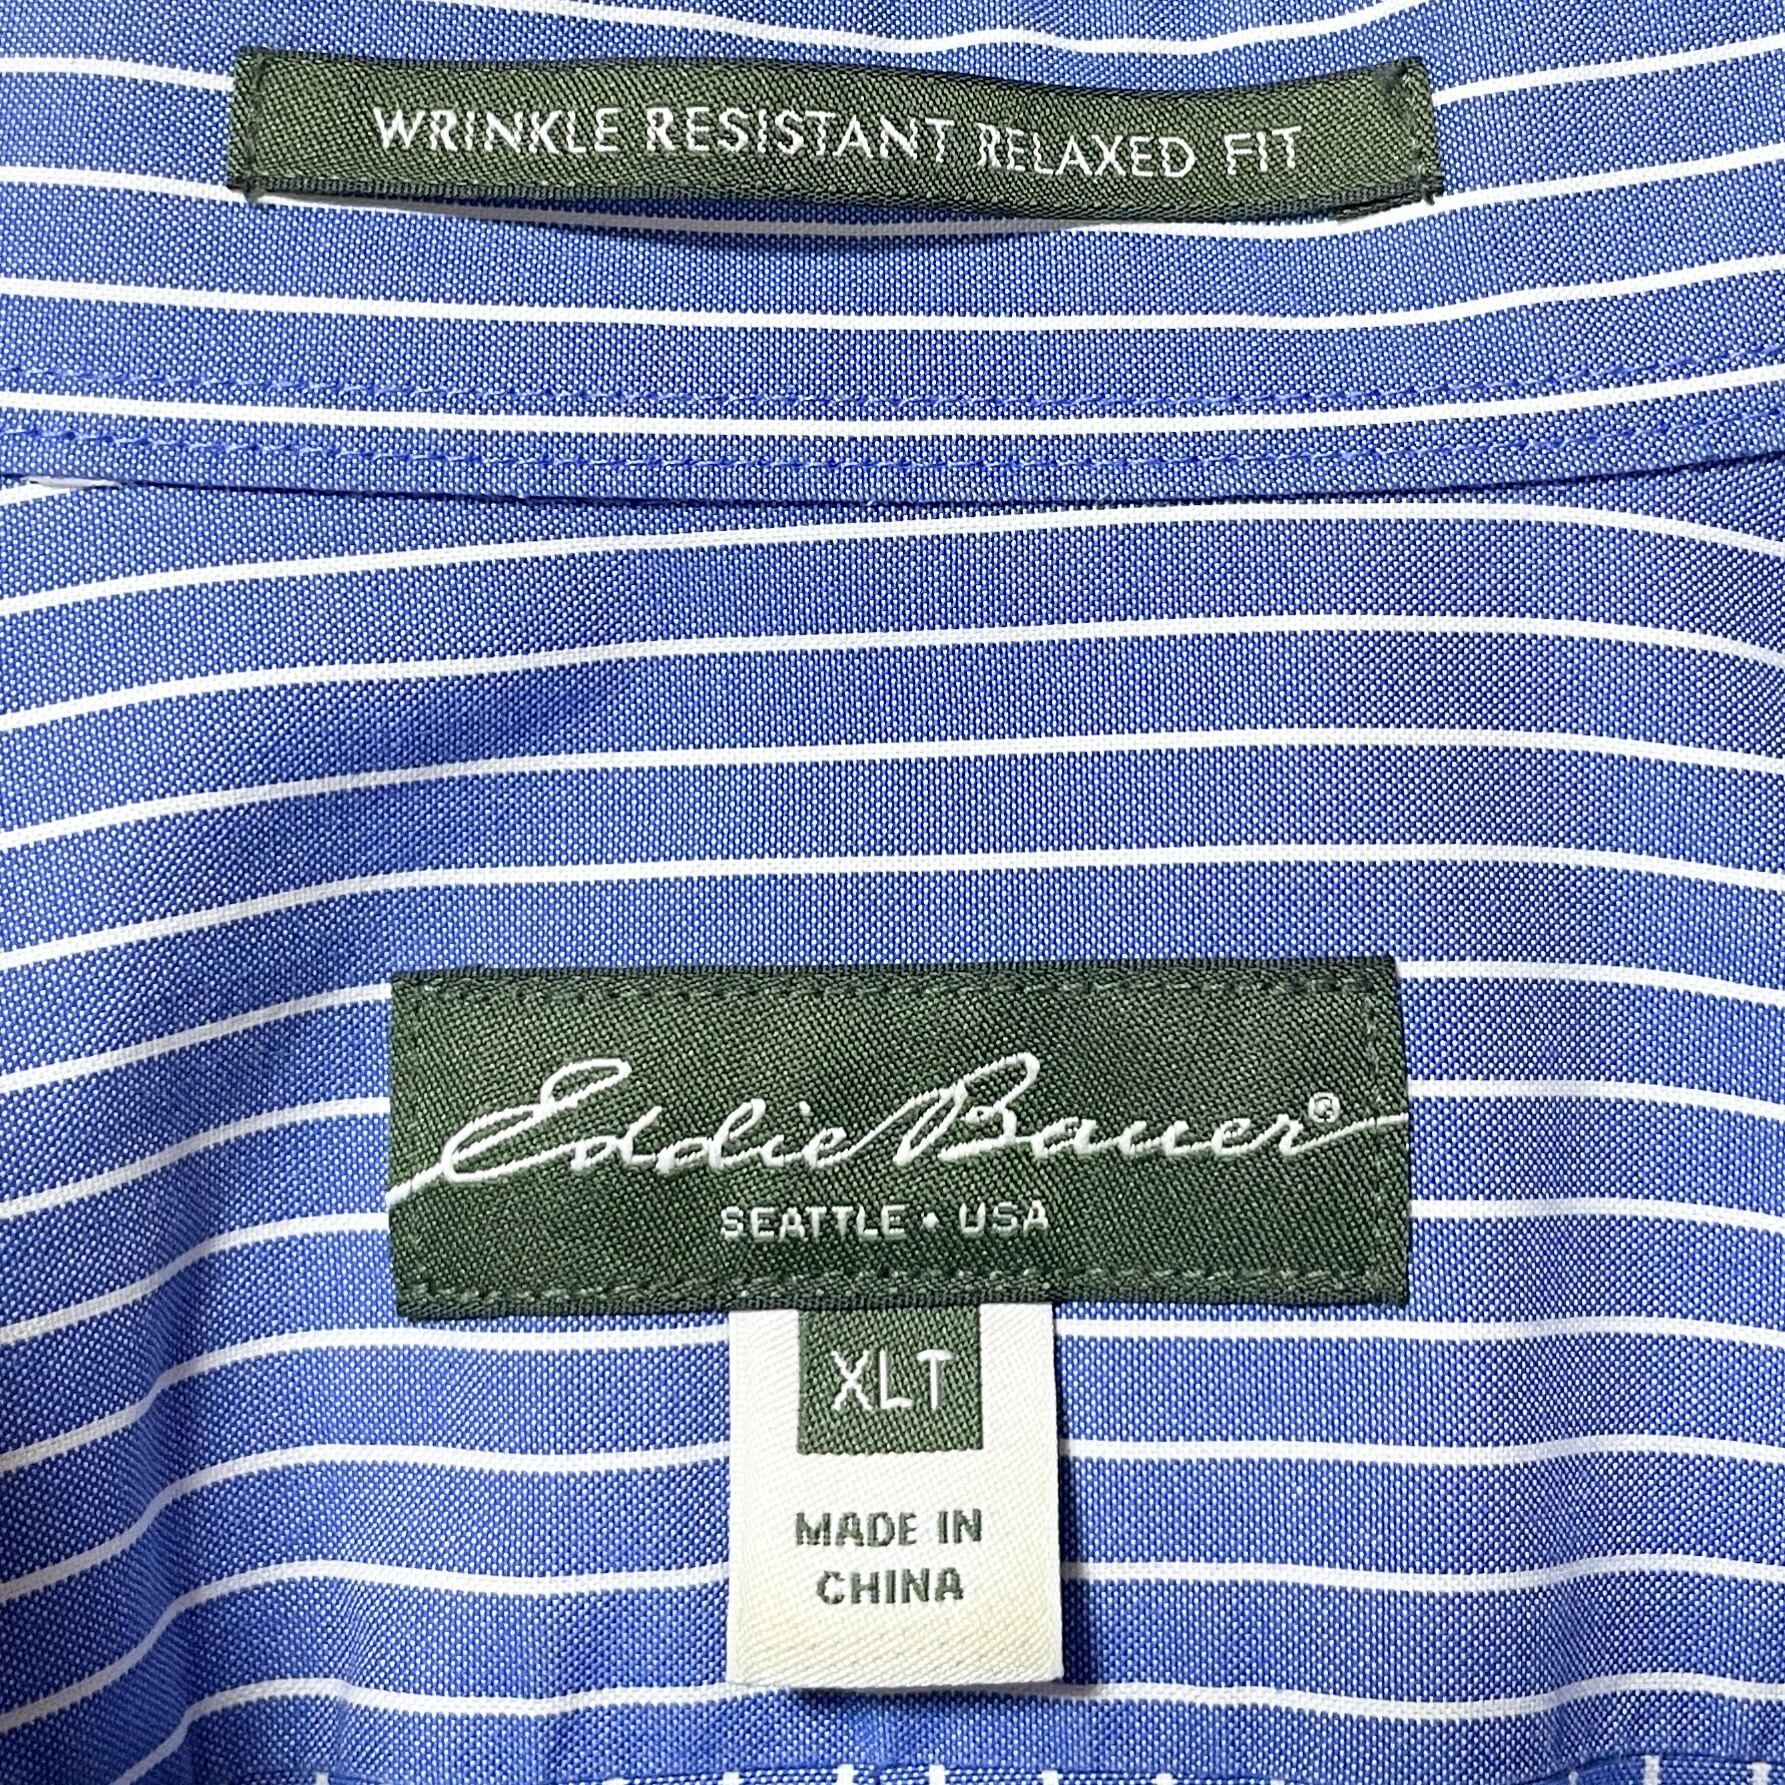 WRINKLE RESISTANT RELAXED FIT
Eddie Bauer®
SEATTLE • USA
XLT
MADE IN
CHINA